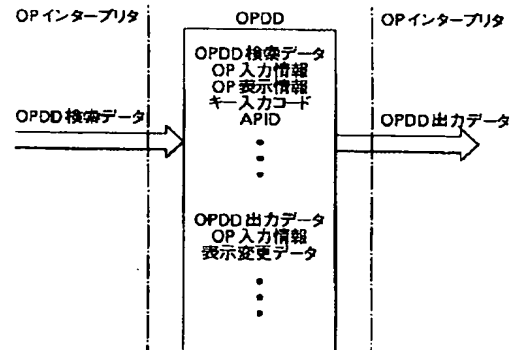 OPインタープリタ
OPDD
OPインタープリタ
OPDD検索データ
OP入力情報
OP表示情報
キー入力コード
APID
OPDD検索データ
OPDD出力データ
OPDD出力データ
OP入力情報
表示変更データ